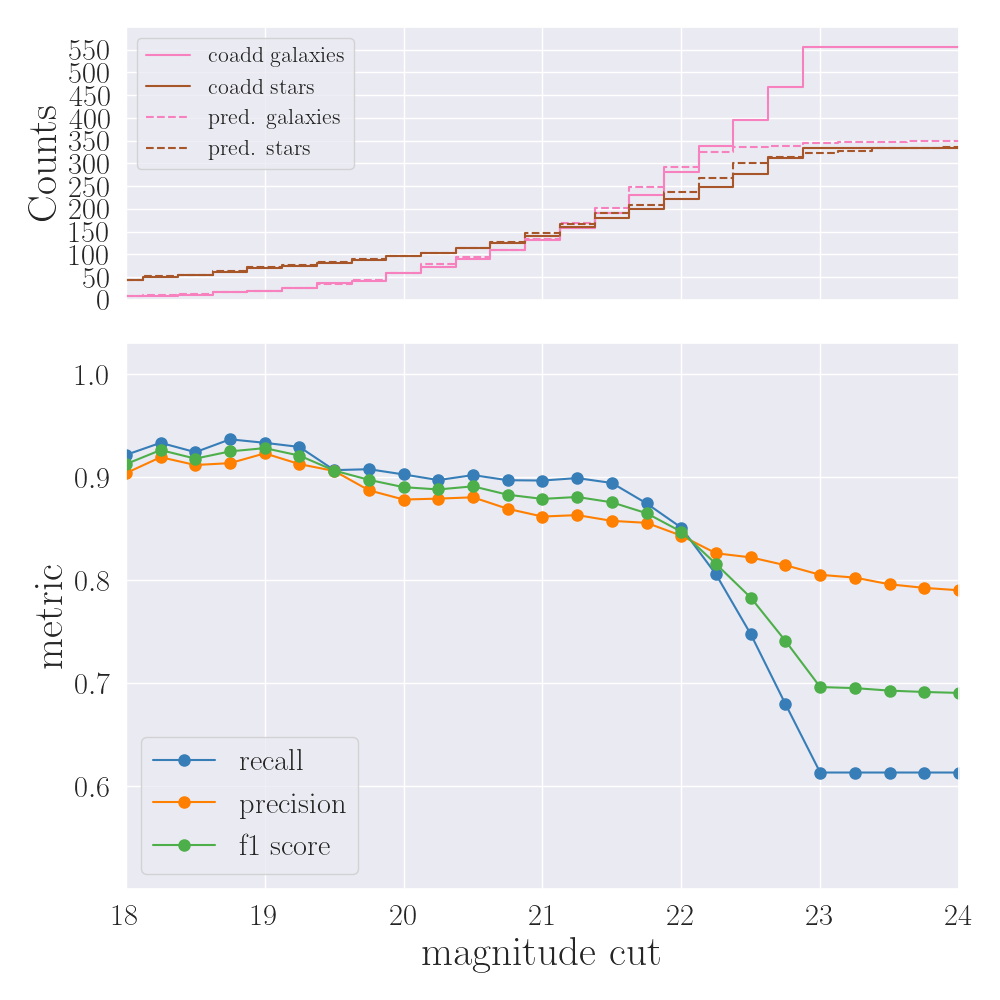 Counts
550
500
450
400
350
300
250
200
150
100
50
0
coadd galaxies
coadd stars
pred. galaxies
pred. stars
metric
1.0
0.9
0.8
0.7
0.6
recall
precision
f1 score
18 19 20 21 22 23 24
magnitude cut